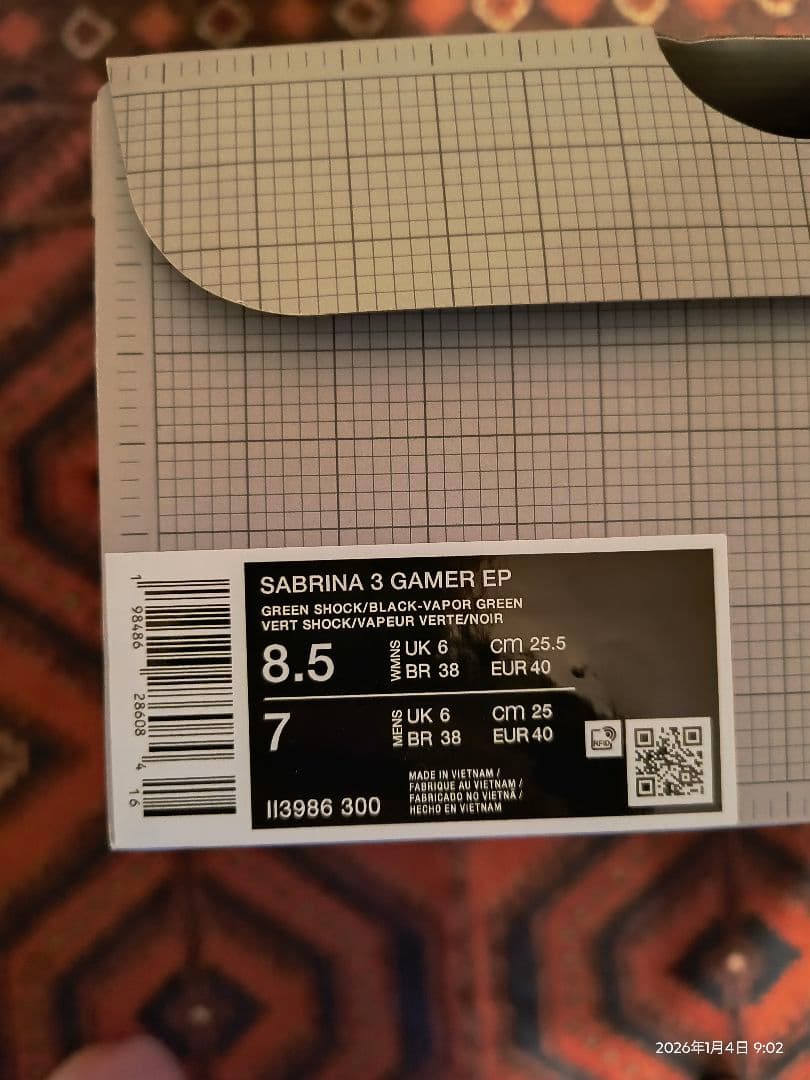 SABRINA 3 GAMER EP
GREEN SHOCK/BLACK-VAPOR GREEN
VERT SHOCK/VAPEUR VERTE/NOIR
8.5
WMNS
UK 6
cm 25.5
BR 38
EUR 40
7
MENS
UK 6
cm 25
BR 38
EUR 40
RFID
MADE IN VIETNAM /
FABRIQUE AU VIETNAM /
FABRICADO NO VIETNÃ /
HECHO EN VIETNAM
II3986 300
1 98486 28608 4 16
2026年1月4日 9:02